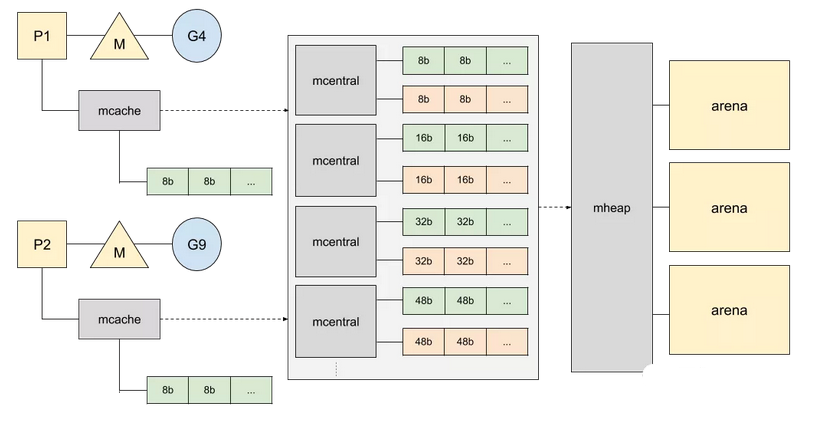 P1
M
G4
mcache
8b 8b ...
P2
M
G9
mcache
8b 8b ...
mcentral
8b 8b ...
8b 8b ...
mcentral
16b 16b ...
16b 16b ...
mcentral
32b 32b ...
32b 32b ...
mcentral
48b 48b ...
48b 48b ...
mheap
arena
arena
arena